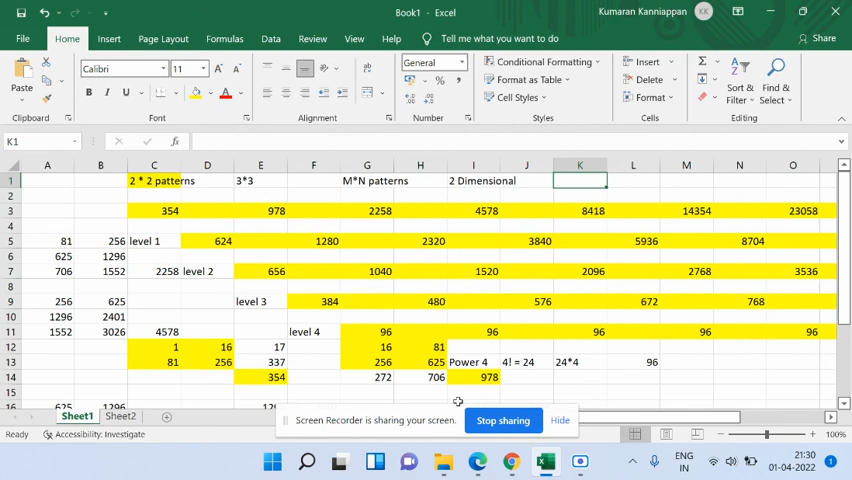 Book1 - Excel
Kumaran Kanniappan KK
File Home Insert Page Layout Formulas Data Review View Help Tell me what you want to do Share
Paste Calibri 11 General Conditional Formatting Insert
B I U Format as Table Delete Sort & Filter Find & Select
Cell Styles Format
Clipboard Font Alignment Number Styles Cells Editing
K1 fx
A B C D E F G H I J K L M N O
1 2 * 2 patterns 3*3 M*N patterns 2 Dimensional
2
3 354 978 2258 4578 8418 14354 23058
4
5 81 256 level 1 624 1280 2320 3840 5936 8704
6 625 1296
7 706 1552 2258 level 2 656 1040 1520 2096 2768 3536
8
9 256 625 level 3 384 480 576 672 768
10 1296 2401
11 1552 3026 4578 level 4 96 96 96 96 96
12 1 16 17 16 81
13 81 256 337 256 625 Power 4 4! = 24 24*4 96
14 354 272 706 978
15
16 625 1296
Screen Recorder is sharing your screen. Stop sharing Hide
Sheet1 Sheet2
Ready Accessibility: Investigate 100%
ENG IN 21:30 01-04-2022 1